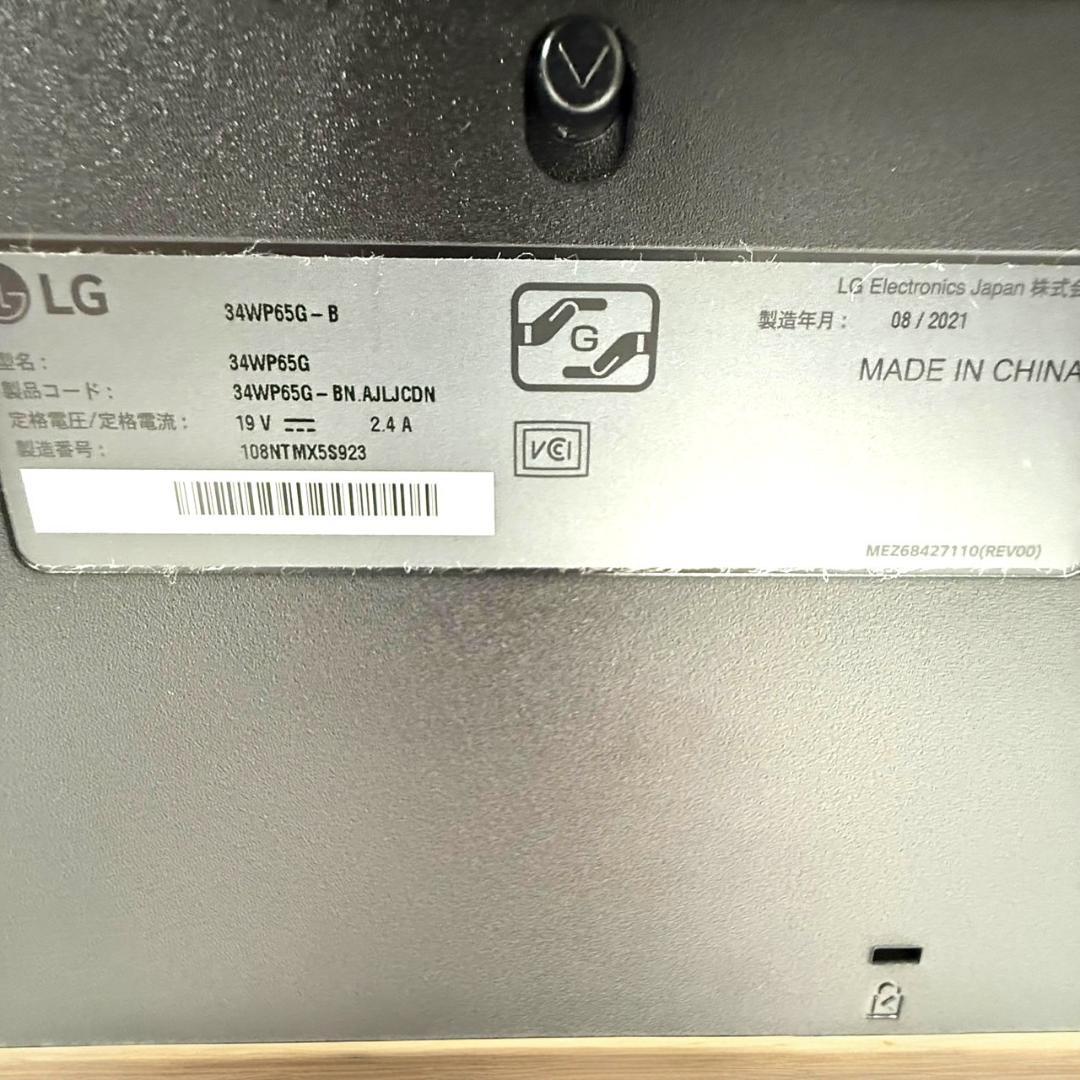 LG
34WP65G-B
型名: 34WP65G
製品コード: 34WP65G-BN.AJLJCDN
定格電圧/定格電流: 19 V 2.4 A
製造番号: 108NTMX5S923
G
VCCI
LG Electronics Japan 株式会
製造年月: 08 / 2021
MADE IN CHINA
MEZ68427110(REV00)